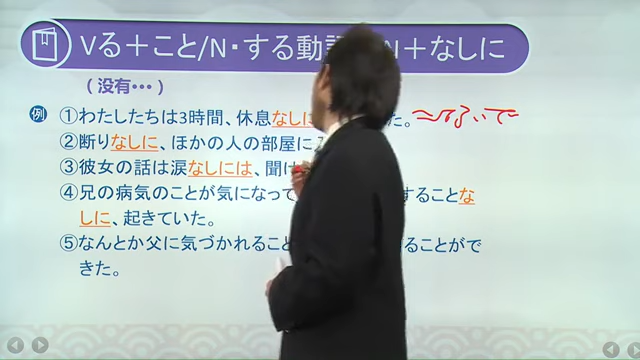 Vる＋こと/N・する動 N＋なしに
(没有･･･)
例 ①わたしたちは3時間、休息なしに た。
②断りなしに、ほかの人の部屋に
③彼女の話は涙なしには、聞け
④兄の病気のことが気になって することな
しに、起きていた。
⑤なんとか父に気づかれること ることがで
きた。